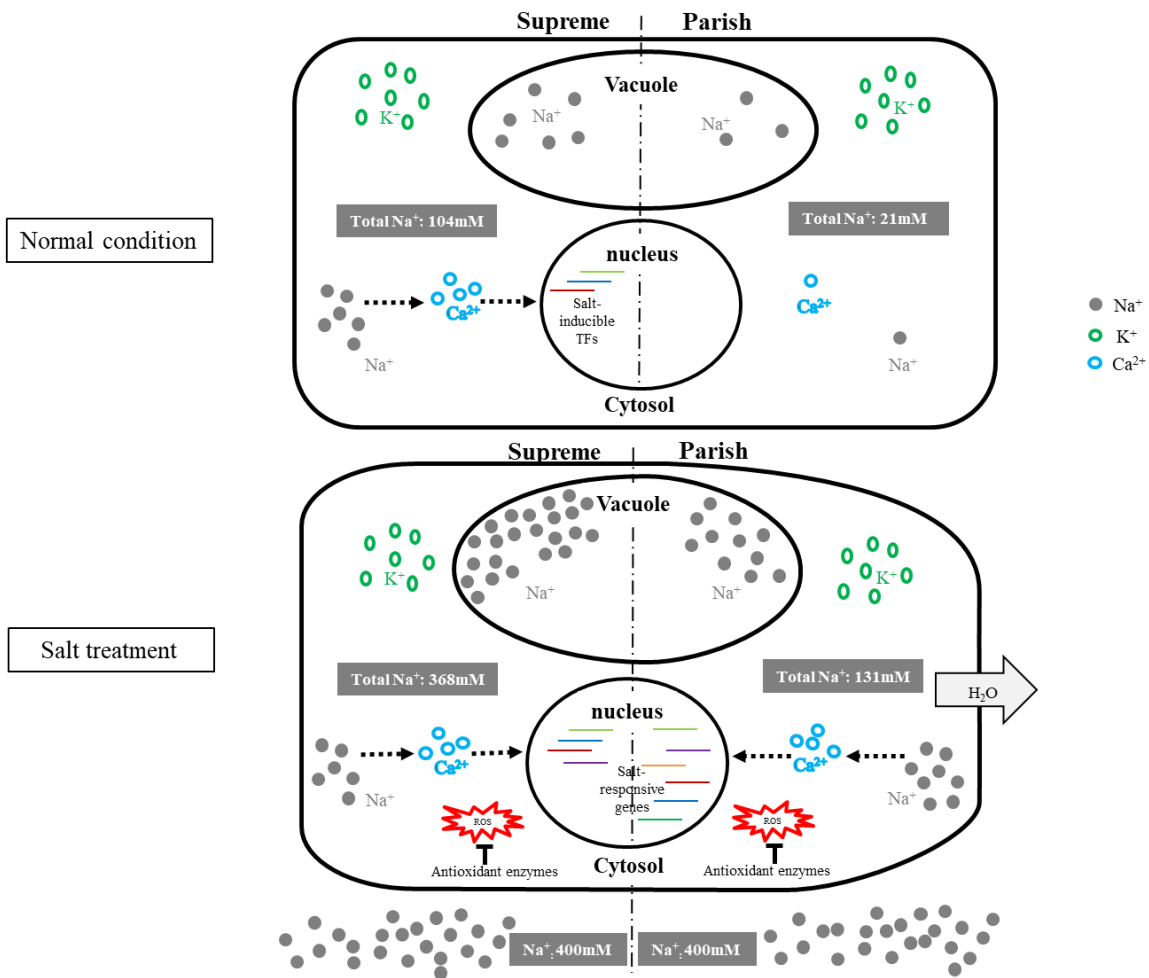 Supreme
Parish
Vacuole
K⁺
Na⁺
Na⁺
K⁺
Total Na⁺: 104mM
Total Na⁺: 21mM
Normal condition
nucleus
Salt-
inducible
TFs
Ca²⁺
Ca²⁺
Na⁺
Na⁺
Cytosol
Na⁺
K⁺
Ca²⁺
Supreme
Parish
Vacuole
K⁺
Na⁺
Na⁺
K⁺
Salt treatment
Total Na⁺: 368mM
Total Na⁺: 131mM
H₂O
nucleus
Ca²⁺
Ca²⁺
Salt-
responsive
genes
Na⁺
Na⁺
ROS
ROS
Antioxidant enzymes
Antioxidant enzymes
Cytosol
Na⁺: 400mM
Na⁺: 400mM